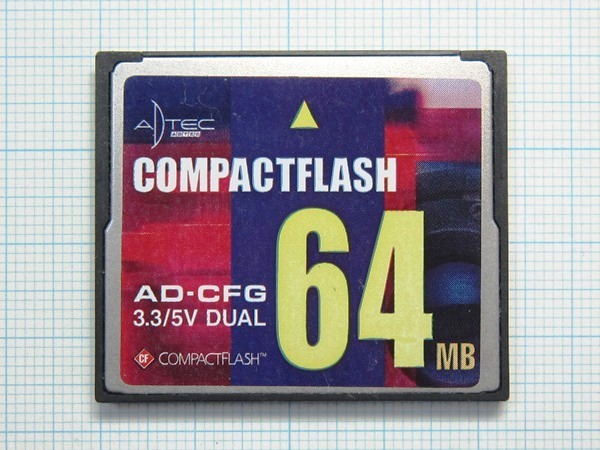 ADTEC
ADTEC
COMPACTFLASH
64
MB
AD-CFG
3.3/5V DUAL
CF COMPACTFLASH™